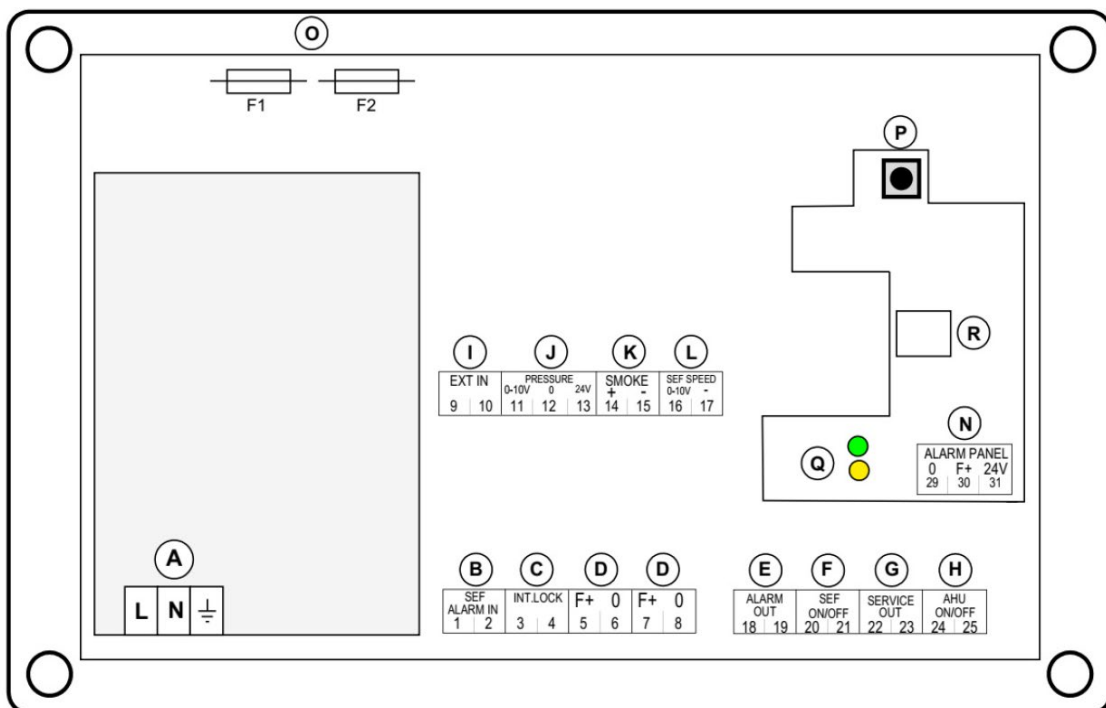 O
F1 F2
P
R
I J K L
EXT IN PRESSURE SMOKE SEF SPEED
0-10V 0 24V + - 0-10V -
9 10 11 12 13 14 15 16 17
N
ALARM PANEL
0 F+ 24V
29 30 31
Q
A
L N
B C D D
SEF INT.LOCK F+ 0 F+ 0
ALARM IN
1 2 3 4 5 6 7 8
E F G H
ALARM SEF SERVICE AHU
OUT ON/OFF OUT ON/OFF
18 19 20 21 22 23 24 25